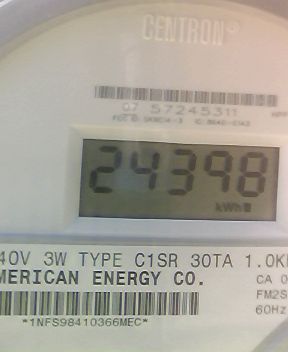 CENTRON®
07 57245311
24398
kWh
40V 3W TYPE C1SR 30TA 1.0K
MERICAN ENERGY CO.
CA 0
FM2S
60Hz
*1NFS98410366MEC*